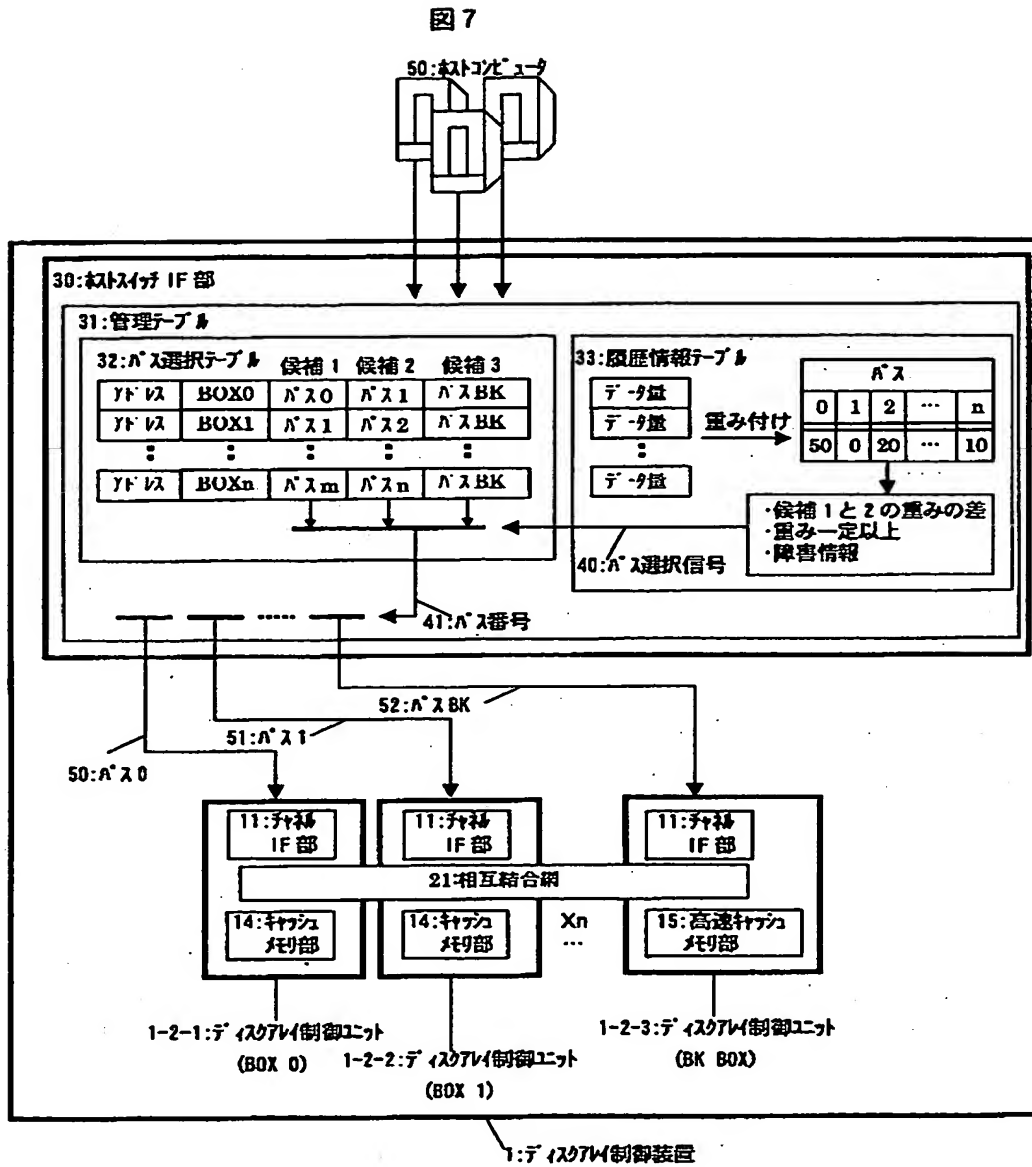 図7
50:ホストコンピュータ
30:ホストスイッチ IF 部
31:管理テーブル
32:パス選択テーブル 候補1 候補2 候補3
アドレス BOX0 パス0 パス1 パスBK
アドレス BOX1 パス1 パス2 パスBK
アドレス BOXn パスm パスn パスBK
33:履歴情報テーブル
データ量
データ量
データ量
重み付け
パス
0 1 2 … n
50 0 20 … 10
・候補1と2の重みの差
・重み一定以上
・障害情報
40:パス選択信号
41:パス番号
52:パスBK
51:パス1
50:パス0
11:チャネル
IF部
11:チャネル
IF部
11:チャネル
IF部
21:相互結合網
14:キャッシュ
メモリ部
14:キャッシュ
メモリ部
Xn
…
15:高速キャッシュ
メモリ部
1-2-1:ディスクアレイ制御ユニット
(BOX 0)
1-2-2:ディスクアレイ制御ユニット
(BOX 1)
1-2-3:ディスクアレイ制御ユニット
(BK BOX)
1:ディスクアレイ制御装置